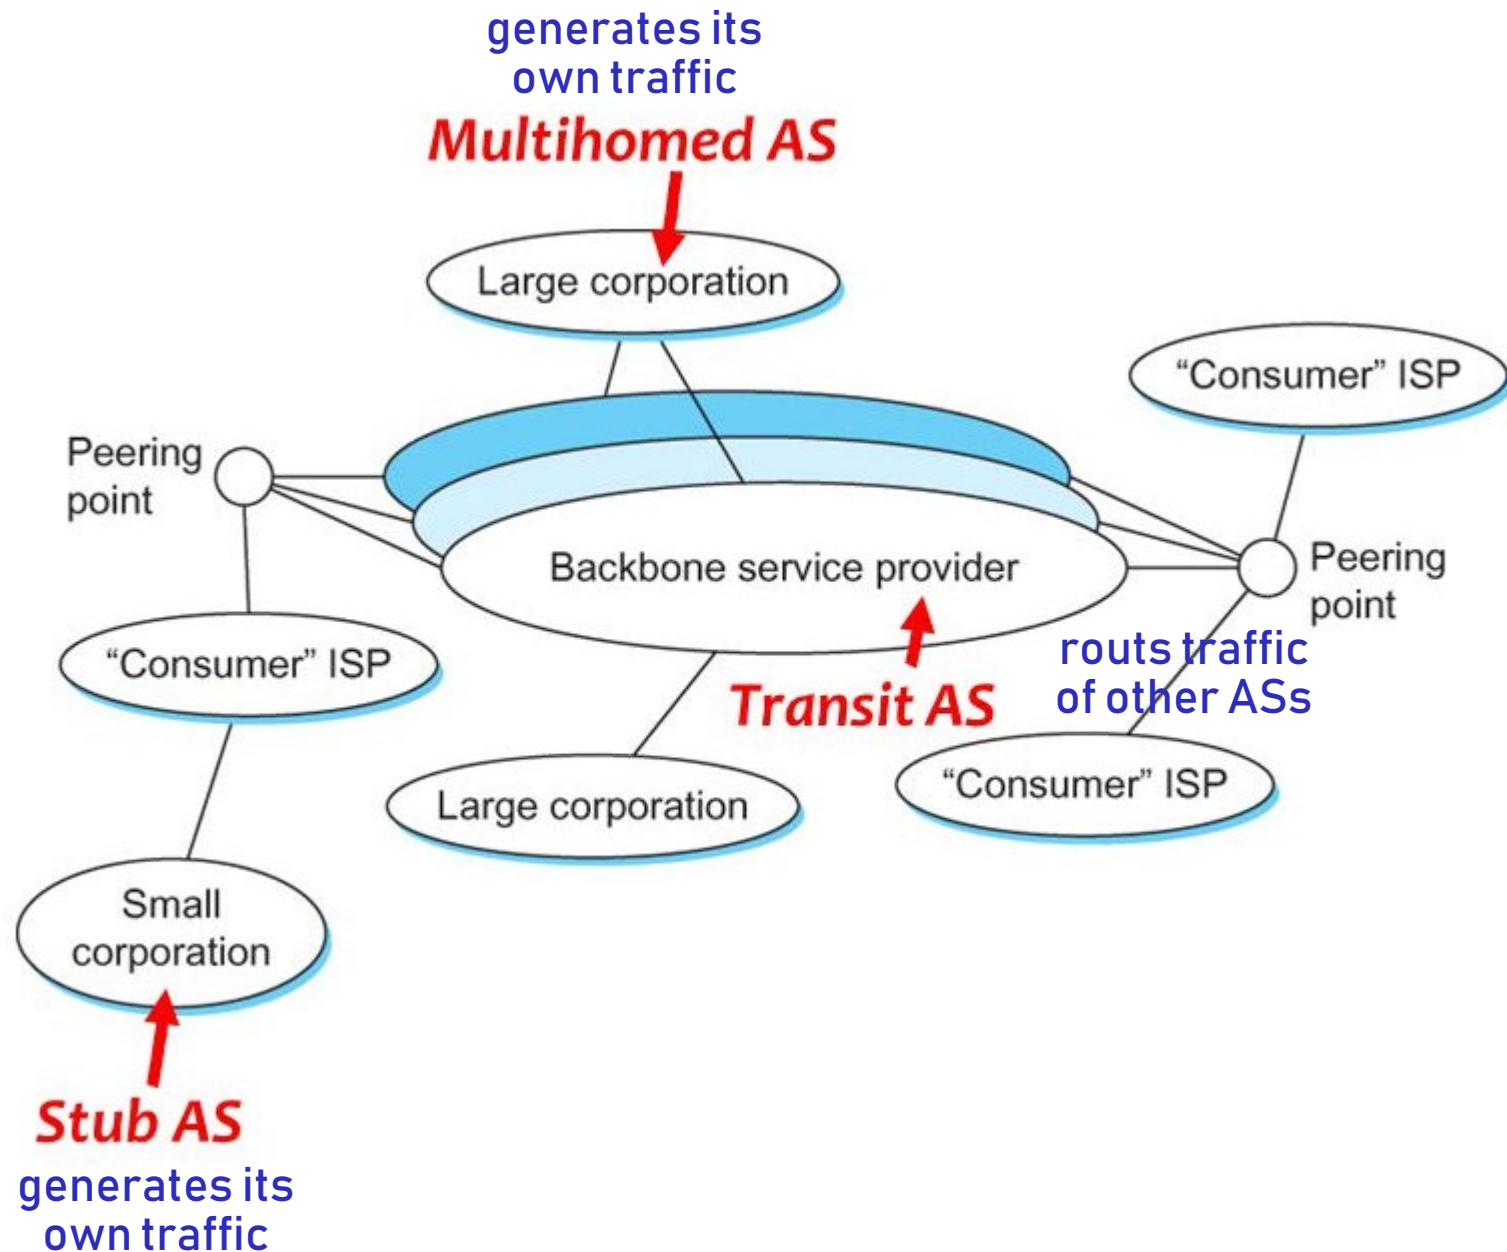 generates its
own traffic
Multihomed AS
Large corporation
“Consumer” ISP
Peering
point
Backbone service provider
Peering
point
“Consumer” ISP
routs traffic
of other ASs
Transit AS
Large corporation
“Consumer” ISP
Small
corporation
Stub AS
generates its
own traffic